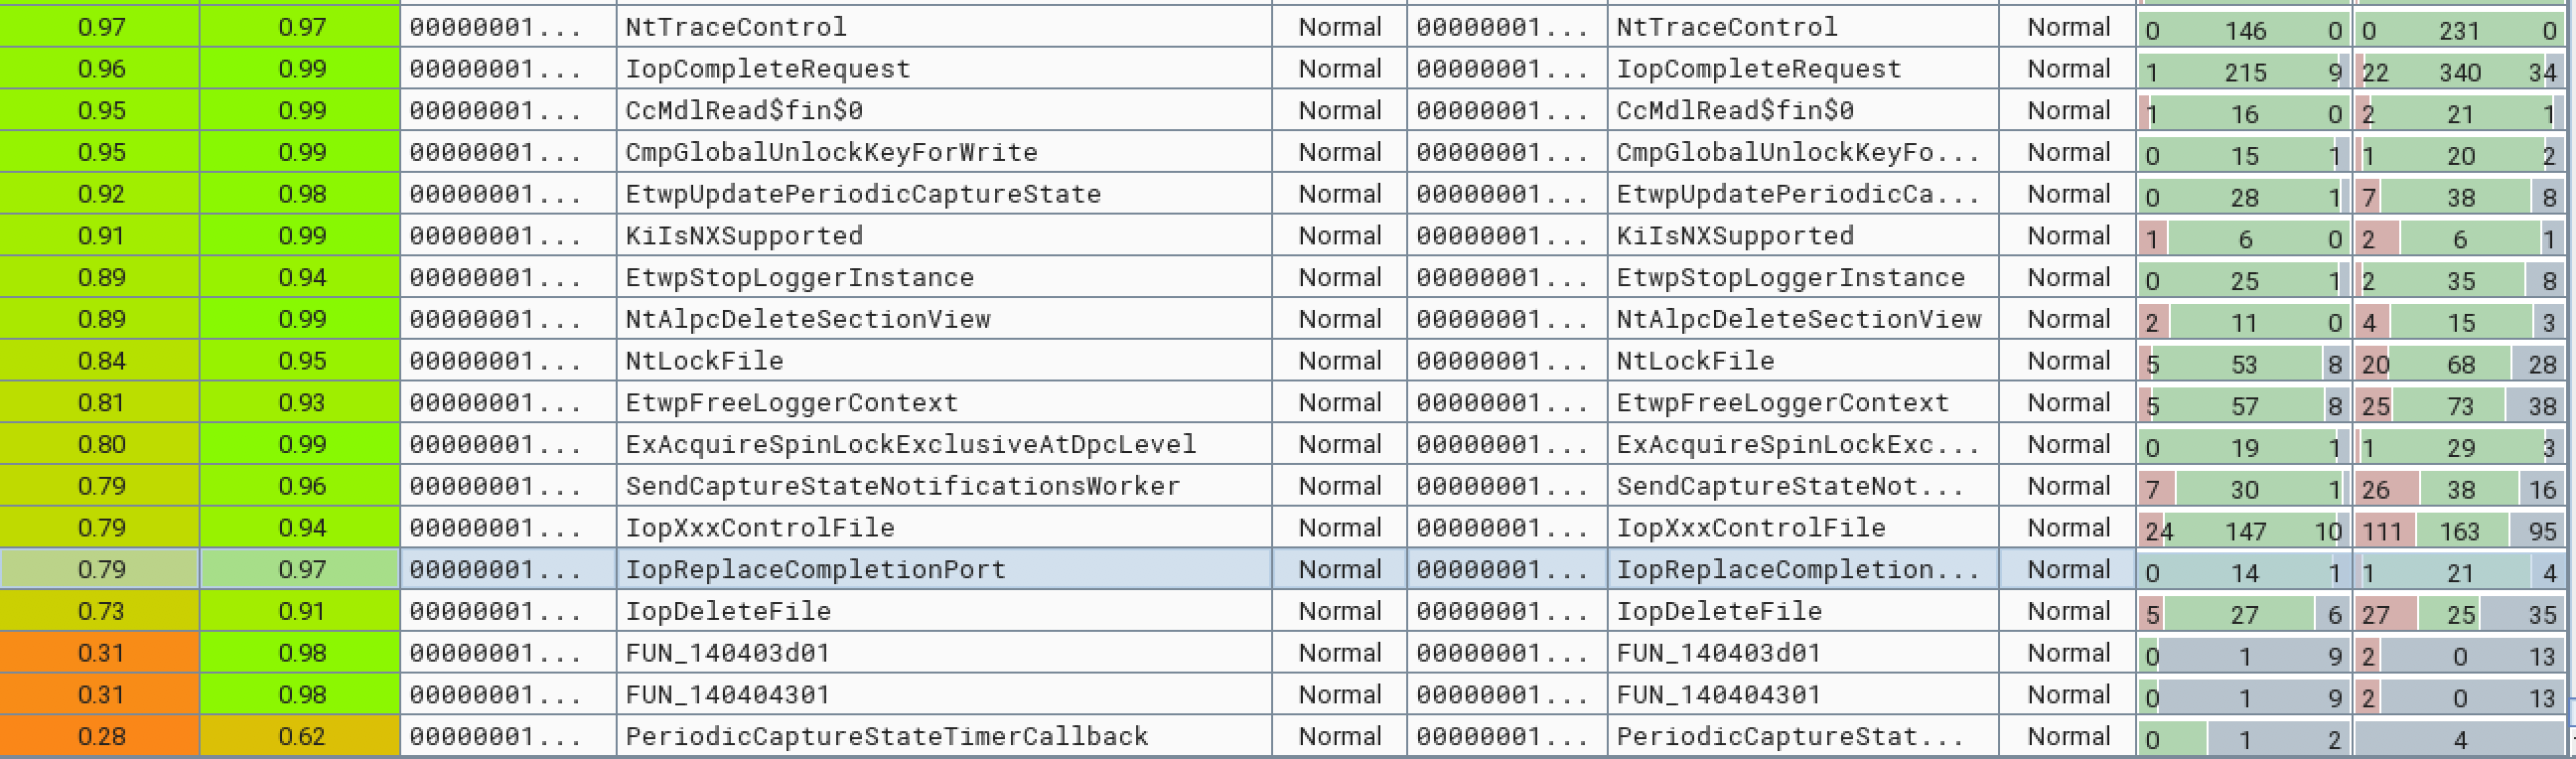 0.97 0.97 00000001... NtTraceControl Normal 00000001... NtTraceControl Normal 0 146 0 0 231 0
0.96 0.99 00000001... IopCompleteRequest Normal 00000001... IopCompleteRequest Normal 1 215 9 22 340 34
0.95 0.99 00000001... CcMdlRead$fin$0 Normal 00000001... CcMdlRead$fin$0 Normal 1 16 0 2 21 1
0.95 0.99 00000001... CmpGlobalUnlockKeyForWrite Normal 00000001... CmpGlobalUnlockKeyFo... Normal 0 15 1 1 20 2
0.92 0.98 00000001... EtwpUpdatePeriodicCaptureState Normal 00000001... EtwpUpdatePeriodicCa... Normal 0 28 1 7 38 8
0.91 0.99 00000001... KiIsNXSupported Normal 00000001... KiIsNXSupported Normal 1 6 0 2 6 1
0.89 0.94 00000001... EtwpStopLoggerInstance Normal 00000001... EtwpStopLoggerInstance Normal 0 25 1 2 35 8
0.89 0.99 00000001... NtAlpcDeleteSectionView Normal 00000001... NtAlpcDeleteSectionView Normal 2 11 0 4 15 3
0.84 0.95 00000001... NtLockFile Normal 00000001... NtLockFile Normal 5 53 8 20 68 28
0.81 0.93 00000001... EtwpFreeLoggerContext Normal 00000001... EtwpFreeLoggerContext Normal 5 57 8 25 73 38
0.80 0.99 00000001... ExAcquireSpinLockExclusiveAtDpcLevel Normal 00000001... ExAcquireSpinLockExc... Normal 0 19 1 1 29 3
0.79 0.96 00000001... SendCaptureStateNotificationsWorker Normal 00000001... SendCaptureStateNot... Normal 7 30 1 26 38 16
0.79 0.94 00000001... IopXxxControlFile Normal 00000001... IopXxxControlFile Normal 24 147 10 111 163 95
0.79 0.97 00000001... IopReplaceCompletionPort Normal 00000001... IopReplaceCompletion... Normal 0 14 1 1 21 4
0.73 0.91 00000001... IopDeleteFile Normal 00000001... IopDeleteFile Normal 5 27 6 27 25 35
0.31 0.98 00000001... FUN_140403d01 Normal 00000001... FUN_140403d01 Normal 0 1 9 2 0 13
0.31 0.98 00000001... FUN_140404301 Normal 00000001... FUN_140404301 Normal 0 1 9 2 0 13
0.28 0.62 00000001... PeriodicCaptureStateTimerCallback Normal 00000001... PeriodicCaptureStat... Normal 0 1 2 4